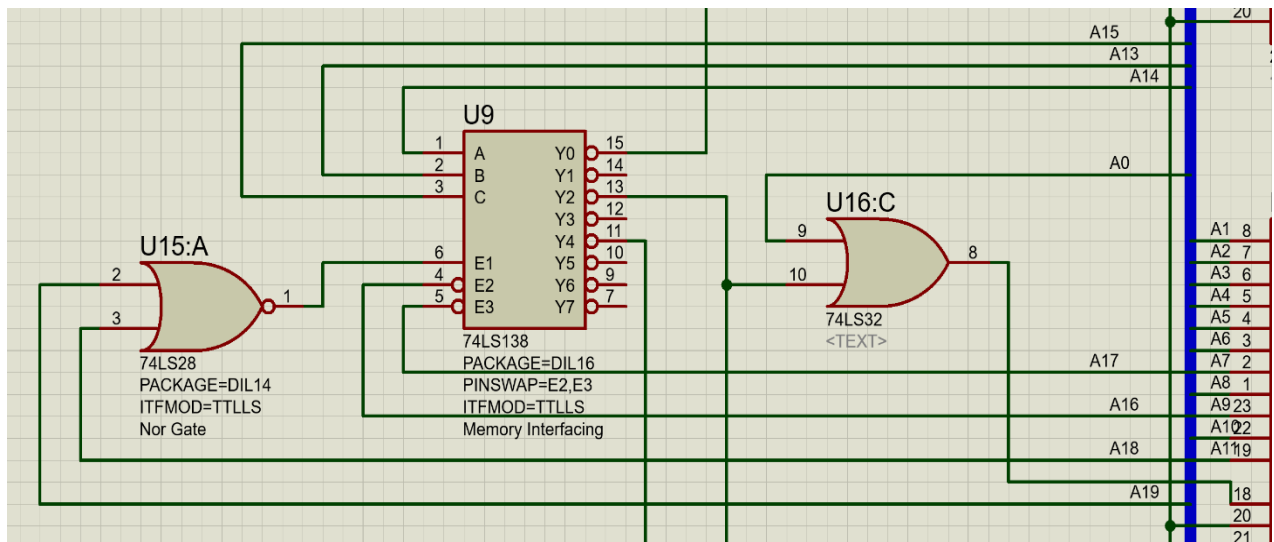 20
A15
A13
A14
U9
1 A Y0 15
2 B Y1 14
3 C Y2 13
Y3 12
Y4 11
6 E1 Y5 10
4 E2 Y6 9
5 E3 Y7 7
74LS138
PACKAGE=DIL16
PINSWAP=E2,E3
ITFMOD=TTLLS
Memory Interfacing
U15:A
2
3
1
74LS28
PACKAGE=DIL14
ITFMOD=TTLLS
Nor Gate
A0
U16:C
9
10
8
74LS32
<TEXT>
A17
A16
A18
A19
A1 8
A2 7
A3 6
A4 5
A5 4
A6 3
A7 2
A8 1
A9 23
A10 22
A11 19
18
20
21